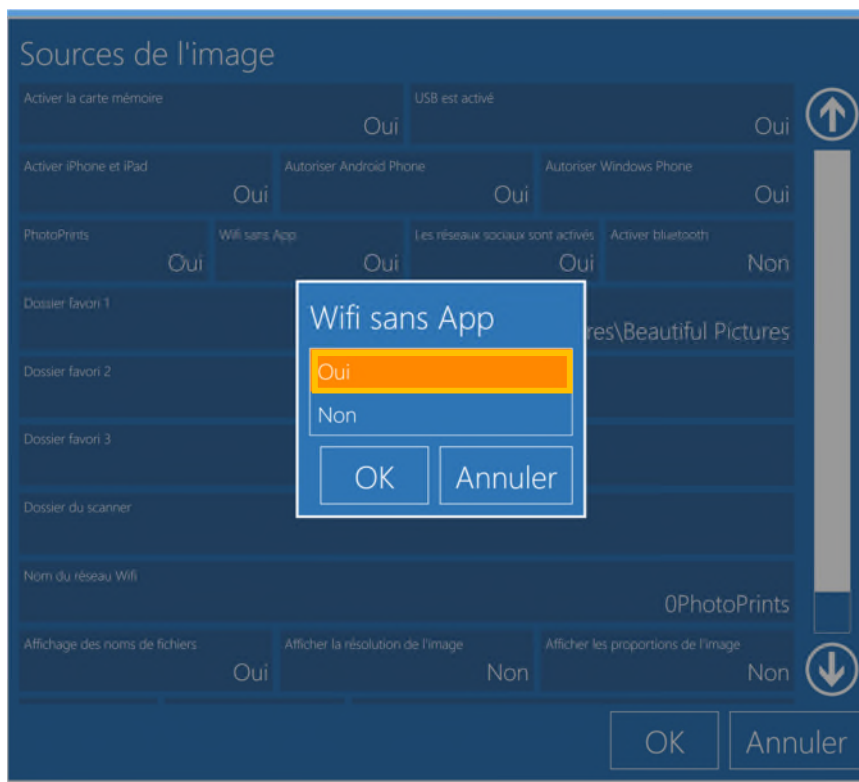 Sources de l'image
Activer la carte mémoire
Oui
USB est activé
Oui
Activer iPhone et iPad
Oui
Autoriser Android Phone
Oui
Autoriser Windows Phone
Oui
PhotoPrints
Oui
Wifi sans App
Oui
Les réseaux sociaux sont activés
Oui
Activer bluetooth
Non
Dossier favori 1
res\Beautiful Pictures
Dossier favori 2
Dossier favori 3
Dossier du scanner
Nom du réseau Wifi
0PhotoPrints
Affichage des noms de fichiers
Oui
Afficher la résolution de l'image
Non
Afficher les proportions de l'image
Non
OK
Annuler
Wifi sans App
Oui
Non
OK
Annuler